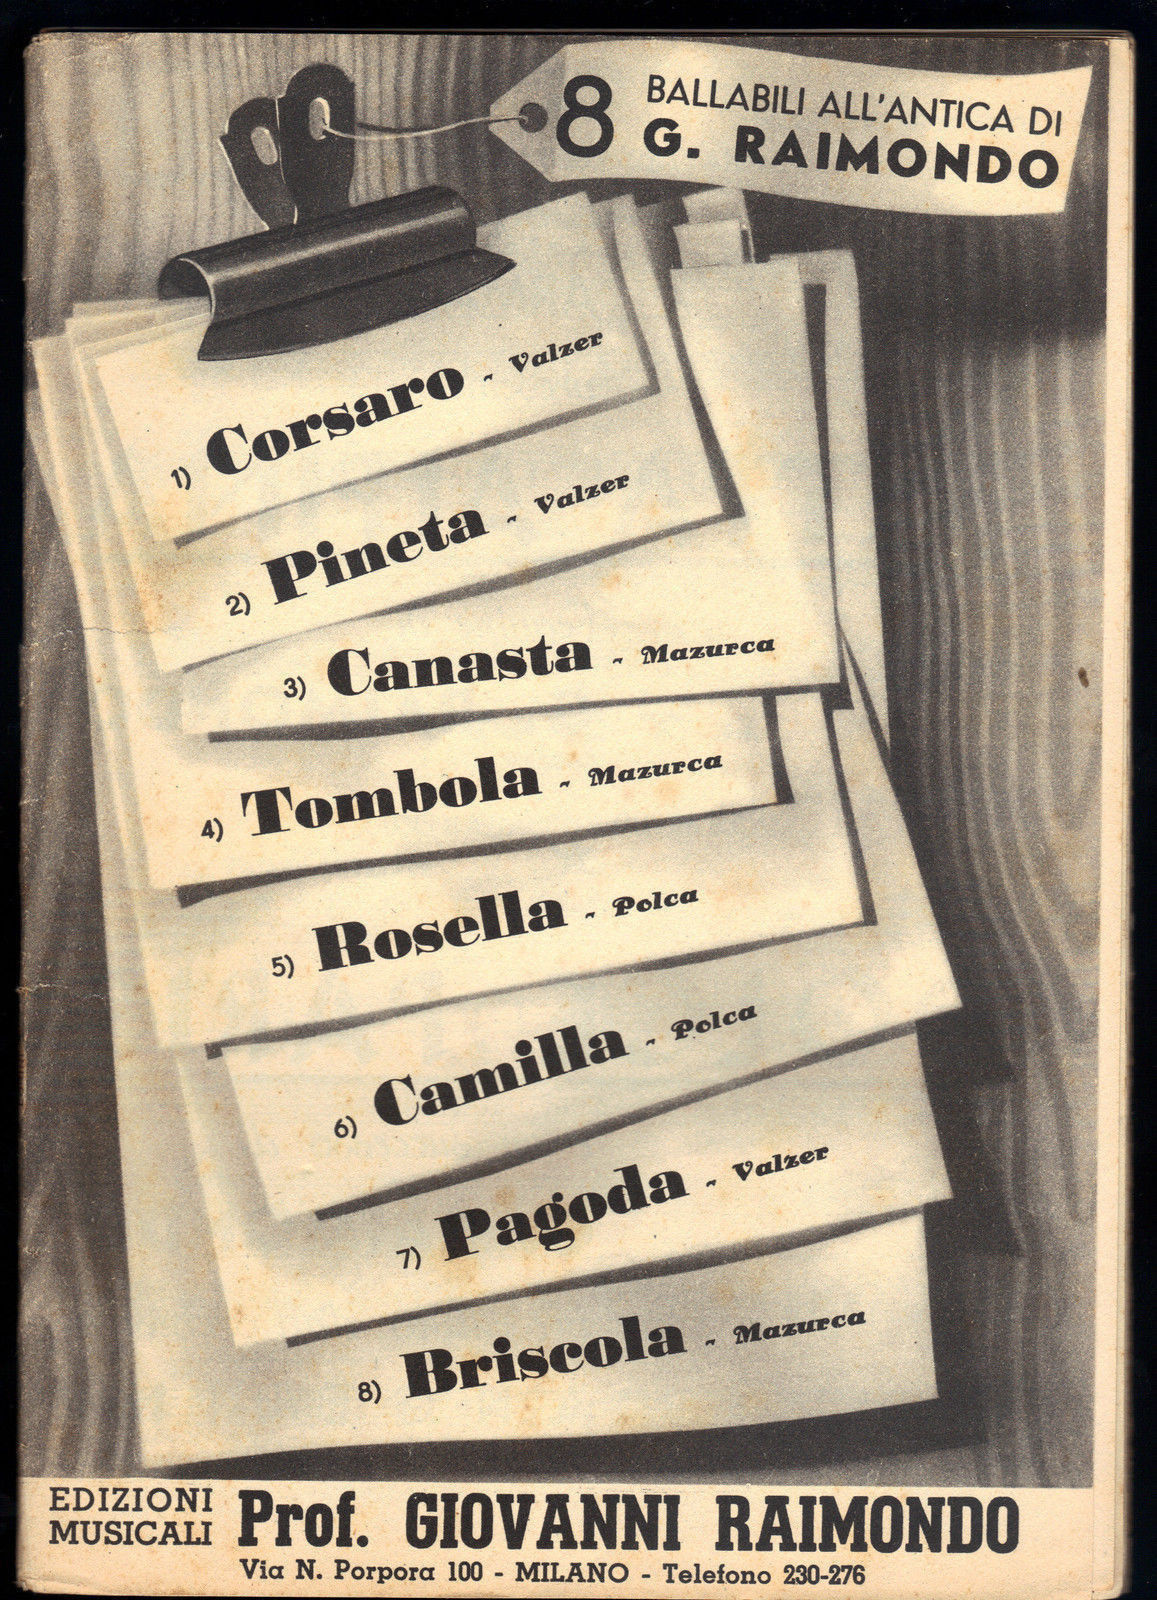 8 BALLABILI ALL'ANTICA DI
G. RAIMONDO
1) Corsaro - Valzer
2) Pineta - Valzer
3) Canasta - Mazurca
4) Tombola - Mazurca
5) Rosella - Polca
6) Camilla - Polca
7) Pagoda - Valzer
8) Briscola - Mazurca
EDIZIONI
MUSICALI
Prof. GIOVANNI RAIMONDO
Via N. Porpora 100 - MILANO - Telefono 230-276